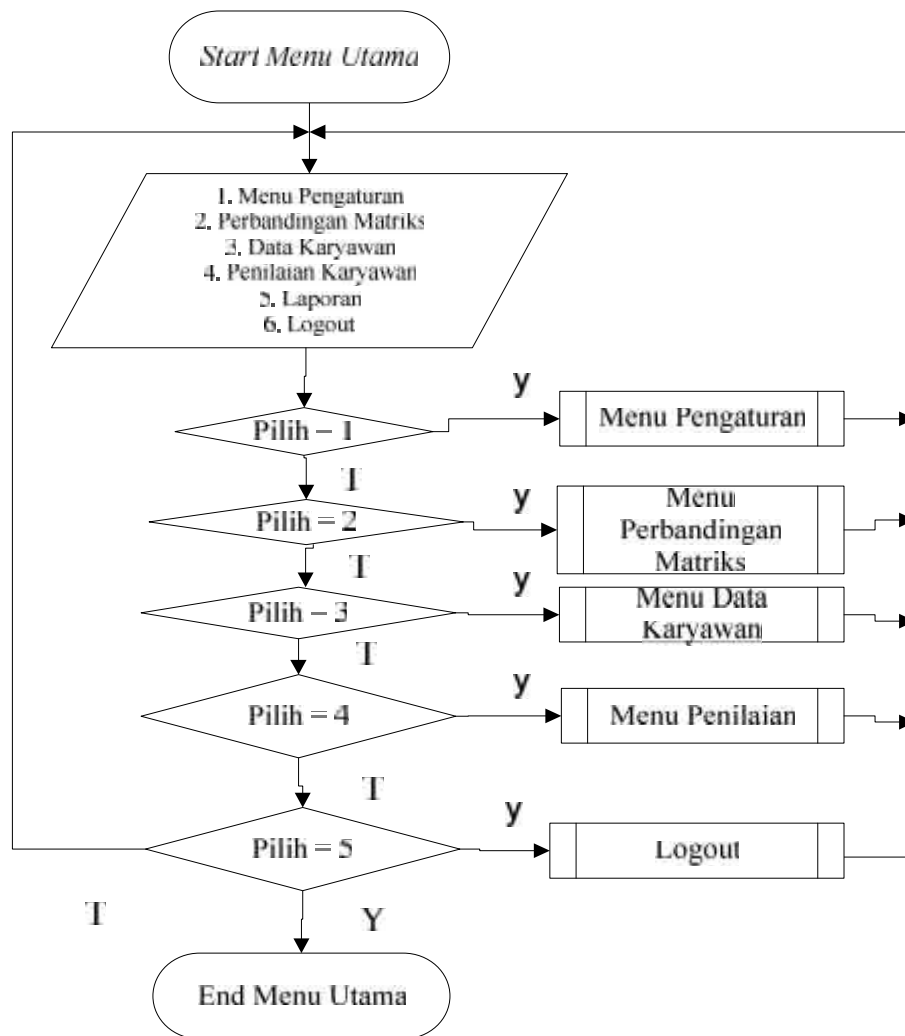 Start Menu Utama
1. Menu Pengaturan
2. Perbandingan Matriks
3. Data Karyawan
4. Penilaian Karyawan
5. Laporan
6. Logout
Pilih = 1
y
Menu Pengaturan
T
Pilih = 2
y
Menu
Perbandingan
Matriks
T
Pilih = 3
y
Menu Data
Karyawan
T
Pilih = 4
y
Menu Penilaian
T
Pilih = 5
y
Logout
T
Y
End Menu Utama